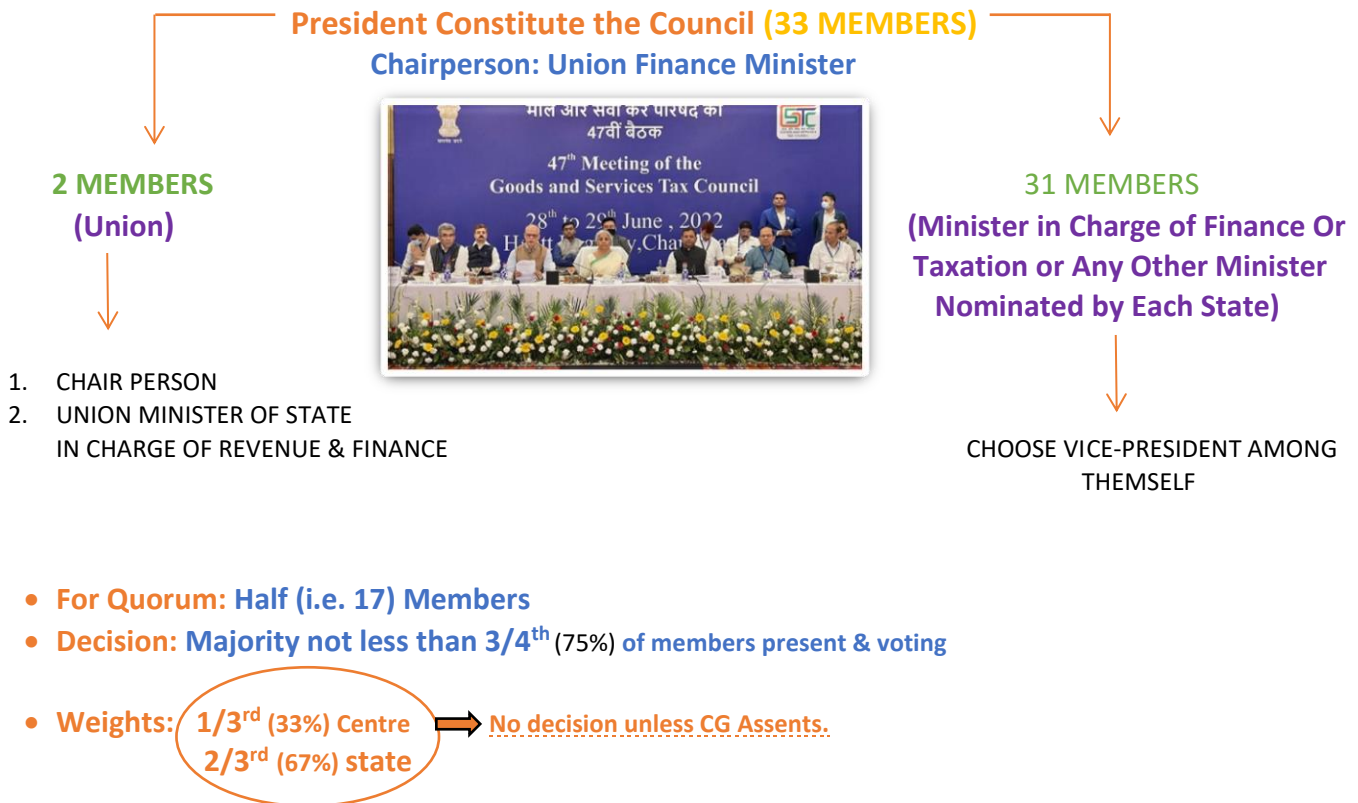 President Constitute the Council (33 MEMBERS)
Chairperson: Union Finance Minister
माल और सेवा कर परिषद की
47वीं बैठक
47th Meeting of the
Goods and Services Tax Council
28th to 29th June, 2022
2 MEMBERS
(Union)
1. CHAIR PERSON
2. UNION MINISTER OF STATE
IN CHARGE OF REVENUE & FINANCE
31 MEMBERS
(Minister in Charge of Finance Or
Taxation or Any Other Minister
Nominated by Each State)
CHOOSE VICE-PRESIDENT AMONG
THEMSELF
• For Quorum: Half (i.e. 17) Members
• Decision: Majority not less than 3/4th (75%) of members present & voting
• Weights: 1/3rd (33%) Centre No decision unless CG Assents.
2/3rd (67%) state